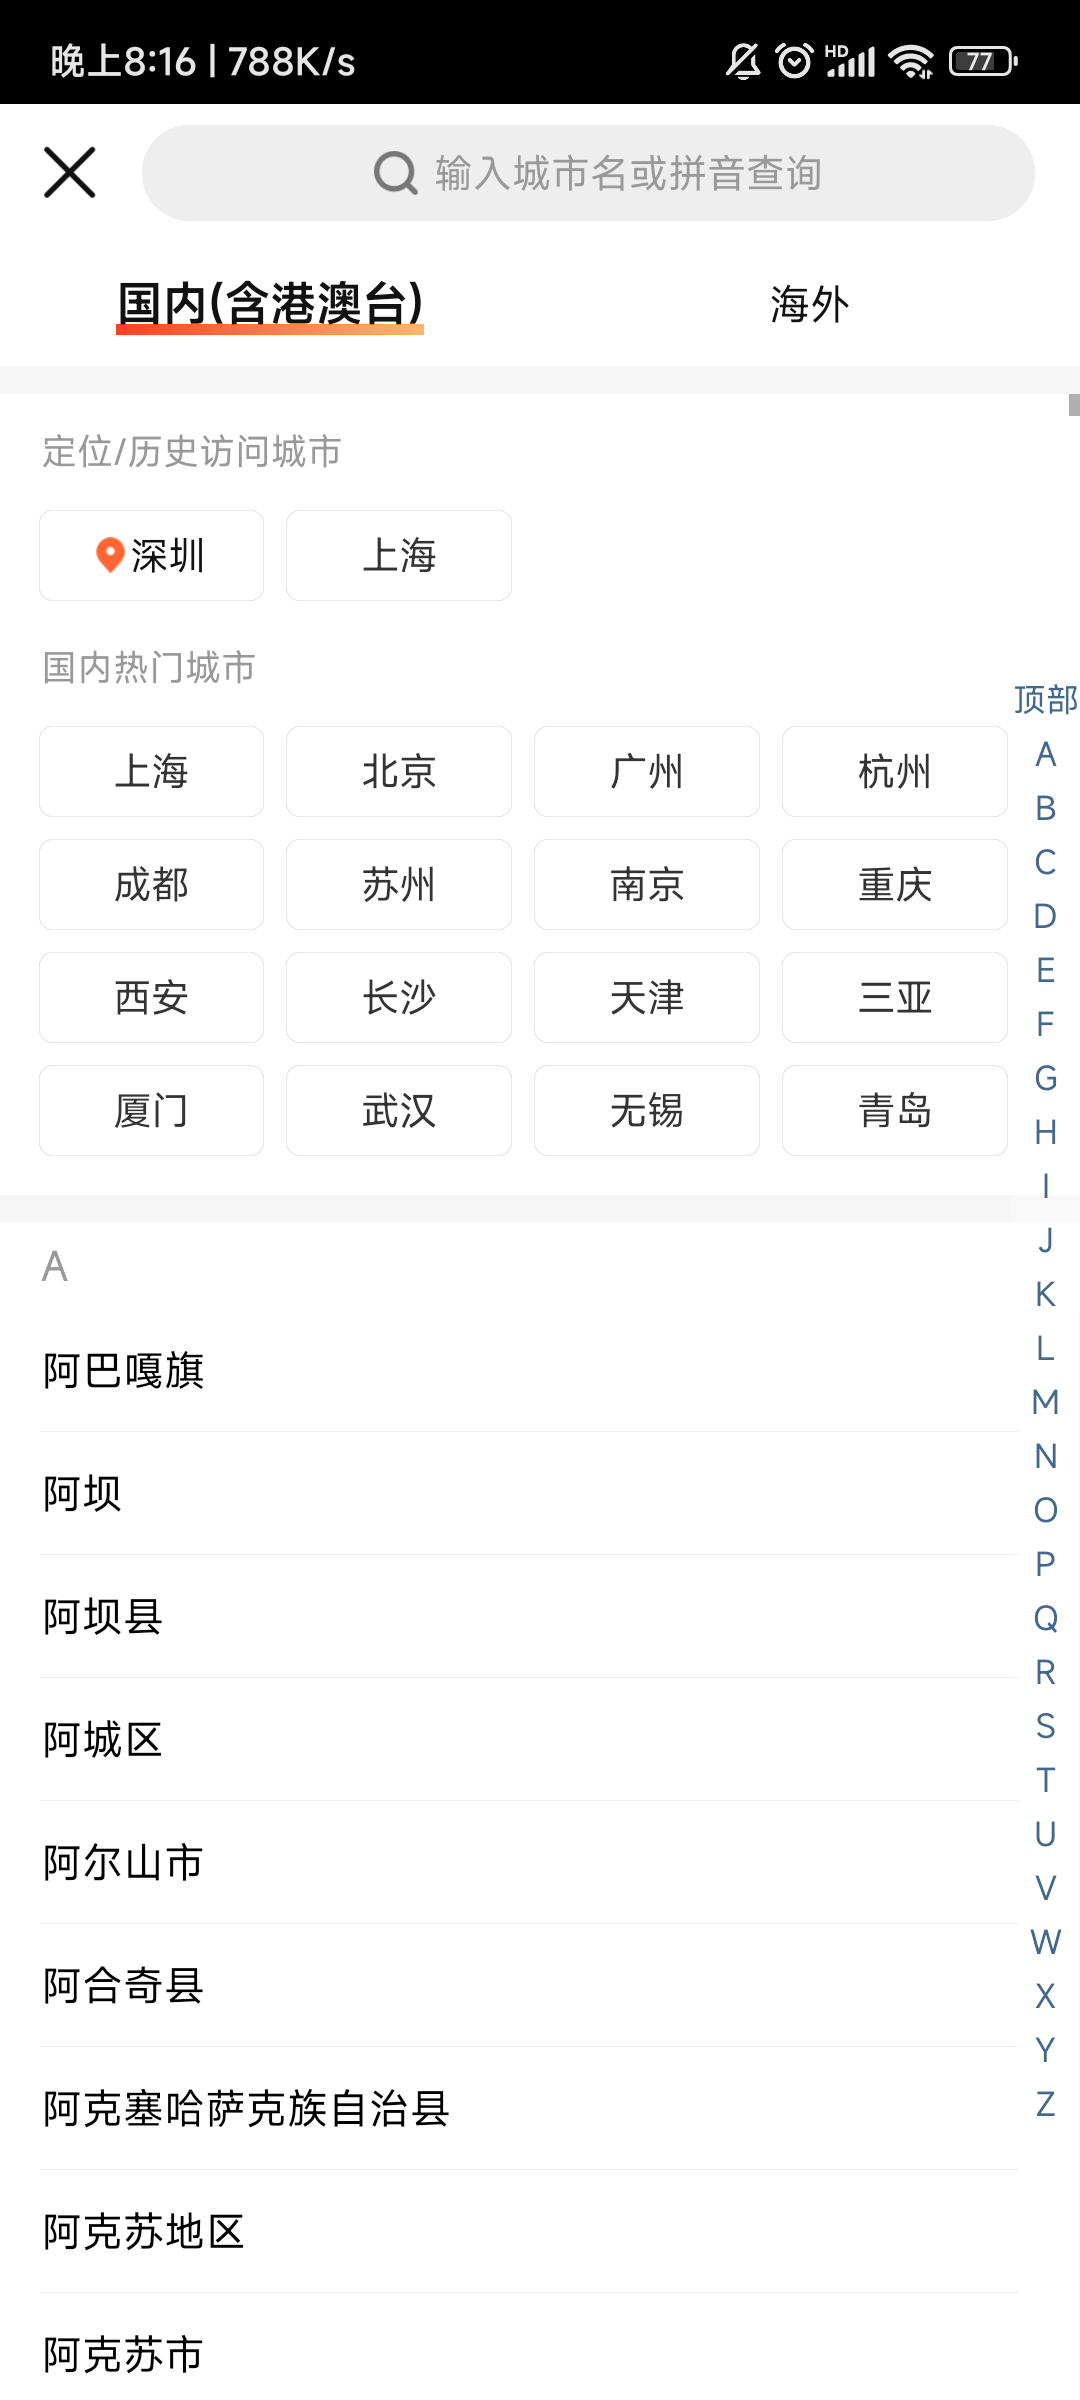 晚上8:16 | 788K/s
HD
77
输入城市名或拼音查询
国内(含港澳台)
海外
定位/历史访问城市
深圳
上海
国内热门城市
上海
北京
广州
杭州
成都
苏州
南京
重庆
西安
长沙
天津
三亚
厦门
武汉
无锡
青岛
A
阿巴嘎旗
阿坝
阿坝县
阿城区
阿尔山市
阿合奇县
阿克塞哈萨克族自治县
阿克苏地区
阿克苏市
顶部
A
B
C
D
E
F
G
H
I
J
K
L
M
N
O
P
Q
R
S
T
U
V
W
X
Y
Z